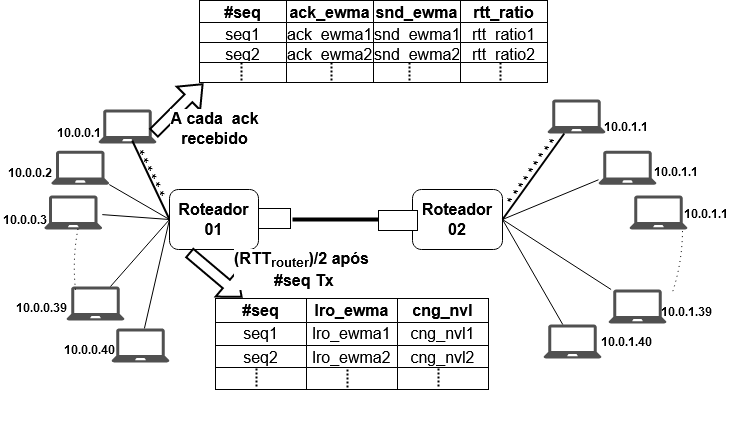 #seq ack_ewma snd_ewma rtt_ratio
seq1 ack_ewma1 snd_ewma1 rtt_ratio1
seq2 ack_ewma2 snd_ewma2 rtt_ratio2
A cada ack
recebido
10.0.0.1
10.0.0.2
10.0.0.3
10.0.0.39
10.0.0.40
Roteador
01
Roteador
02
10.0.1.1
10.0.1.1
10.0.1.1
10.0.1.39
10.0.1.40
(RTTrouter)/2 após
#seq Tx
#seq lro_ewma cng_nvl
seq1 lro_ewma1 cng_nvl1
seq2 lro_ewma2 cng_nvl2